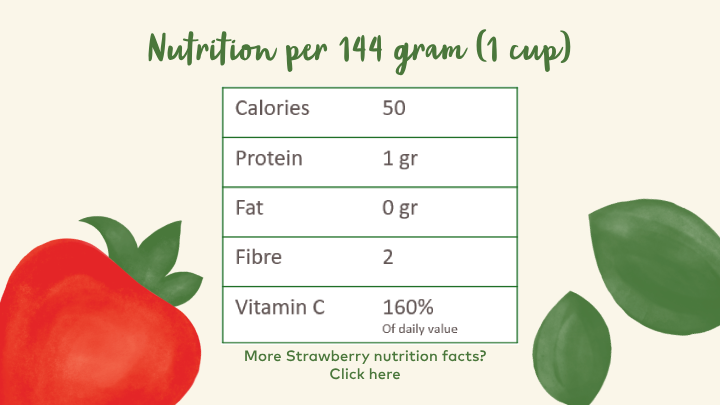 Nutrition per 144 gram (1 cup)
Calories 50
Protein 1 gr
Fat 0 gr
Fibre 2
Vitamin C 160%
Of daily value
More Strawberry nutrition facts?
Click here